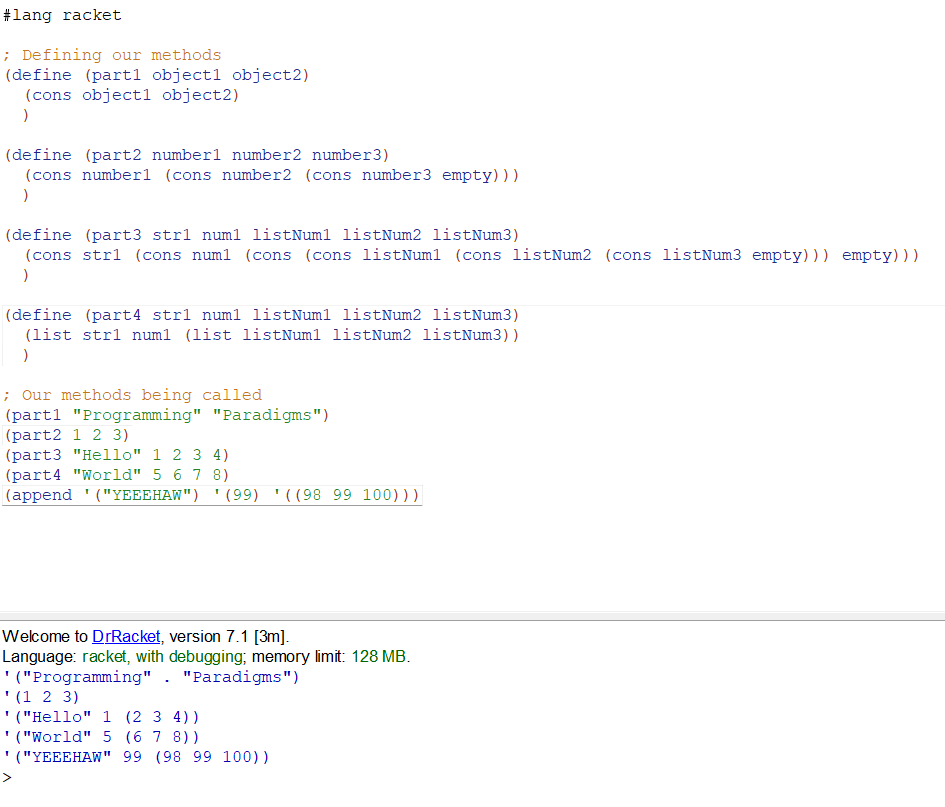 #lang racket
; Defining our methods
(define (part1 object1 object2)
  (cons object1 object2)
  )
(define (part2 number1 number2 number3)
  (cons number1 (cons number2 (cons number3 empty)))
  )
(define (part3 str1 num1 listNum1 listNum2 listNum3)
  (cons str1 (cons num1 (cons (cons listNum1 (cons listNum2 (cons listNum3 empty))) empty)))
  )
(define (part4 str1 num1 listNum1 listNum2 listNum3)
  (list str1 num1 (list listNum1 listNum2 listNum3))
  )
; Our methods being called
(part1 "Programming" "Paradigms")
(part2 1 2 3)
(part3 "Hello" 1 2 3 4)
(part4 "World" 5 6 7 8)
(append '("YEEEHAW") '(99) '((98 99 100)))
Welcome to DrRacket, version 7.1 [3m].
Language: racket, with debugging; memory limit: 128 MB.
'("Programming" . "Paradigms")
'(1 2 3)
'("Hello" 1 (2 3 4))
'("World" 5 (6 7 8))
'("YEEEHAW" 99 (98 99 100))
>